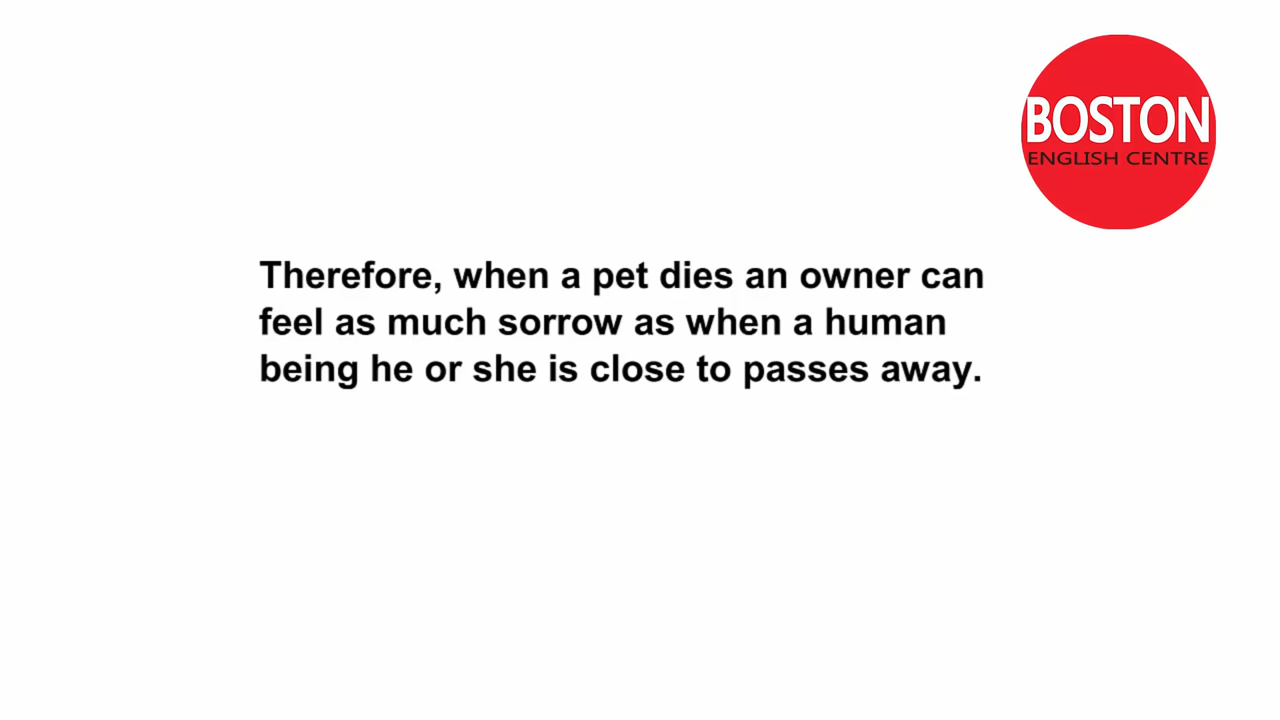 BOSTON
ENGLISH CENTRE
Therefore, when a pet dies an owner can
feel as much sorrow as when a human
being he or she is close to passes away.